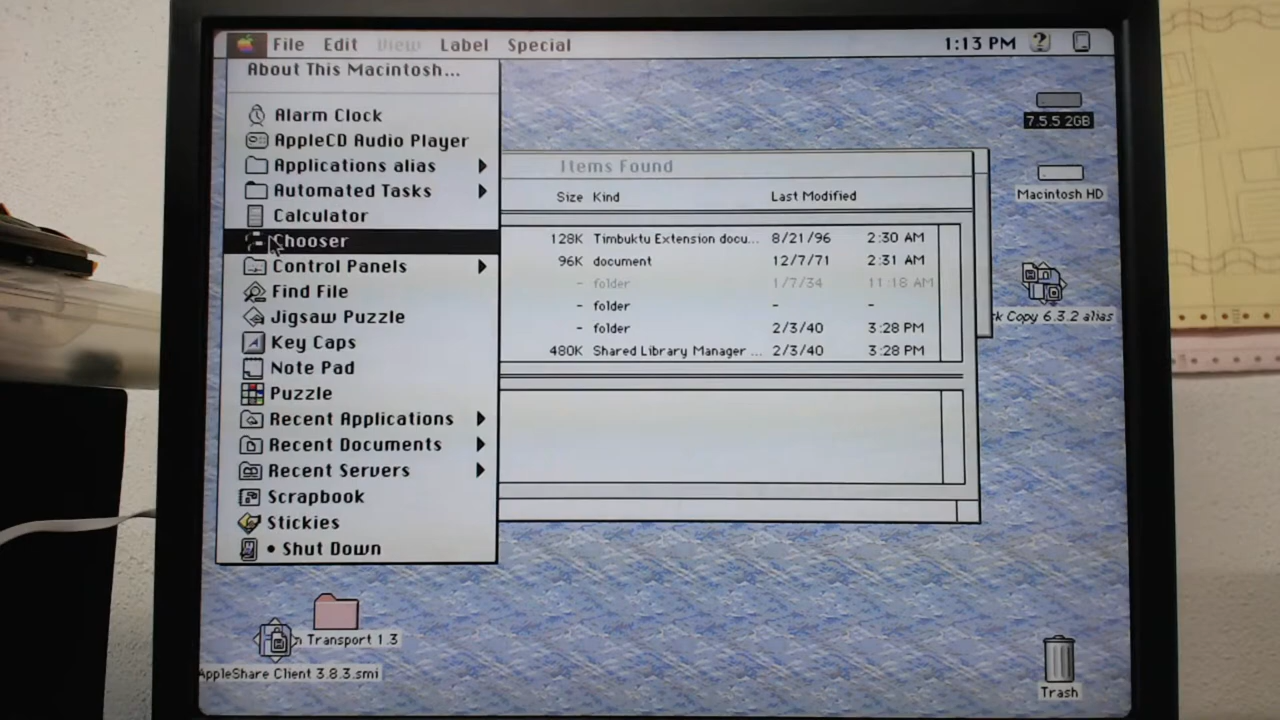 File Edit View Label Special 1:13 PM
About This Macintosh...
Alarm Clock
AppleCD Audio Player
Applications alias
Automated Tasks
Calculator
Chooser
Control Panels
Find File
Jigsaw Puzzle
Key Caps
Note Pad
Puzzle
Recent Applications
Recent Documents
Recent Servers
Scrapbook
Stickies
• Shut Down
Items Found
Size Kind Last Modified
128K Timbuktu Extension docu... 8/21/96 2:30 AM
96K document 12/7/71 2:31 AM
- folder 1/7/34 11:18 AM
- folder - -
- folder 2/3/40 3:28 PM
480K Shared Library Manager ... 2/3/40 3:28 PM
7.5.5 2GB
Macintosh HD
k Copy 6.3.2 alias
n Transport 1.3
AppleShare Client 3.8.3.smi
Trash